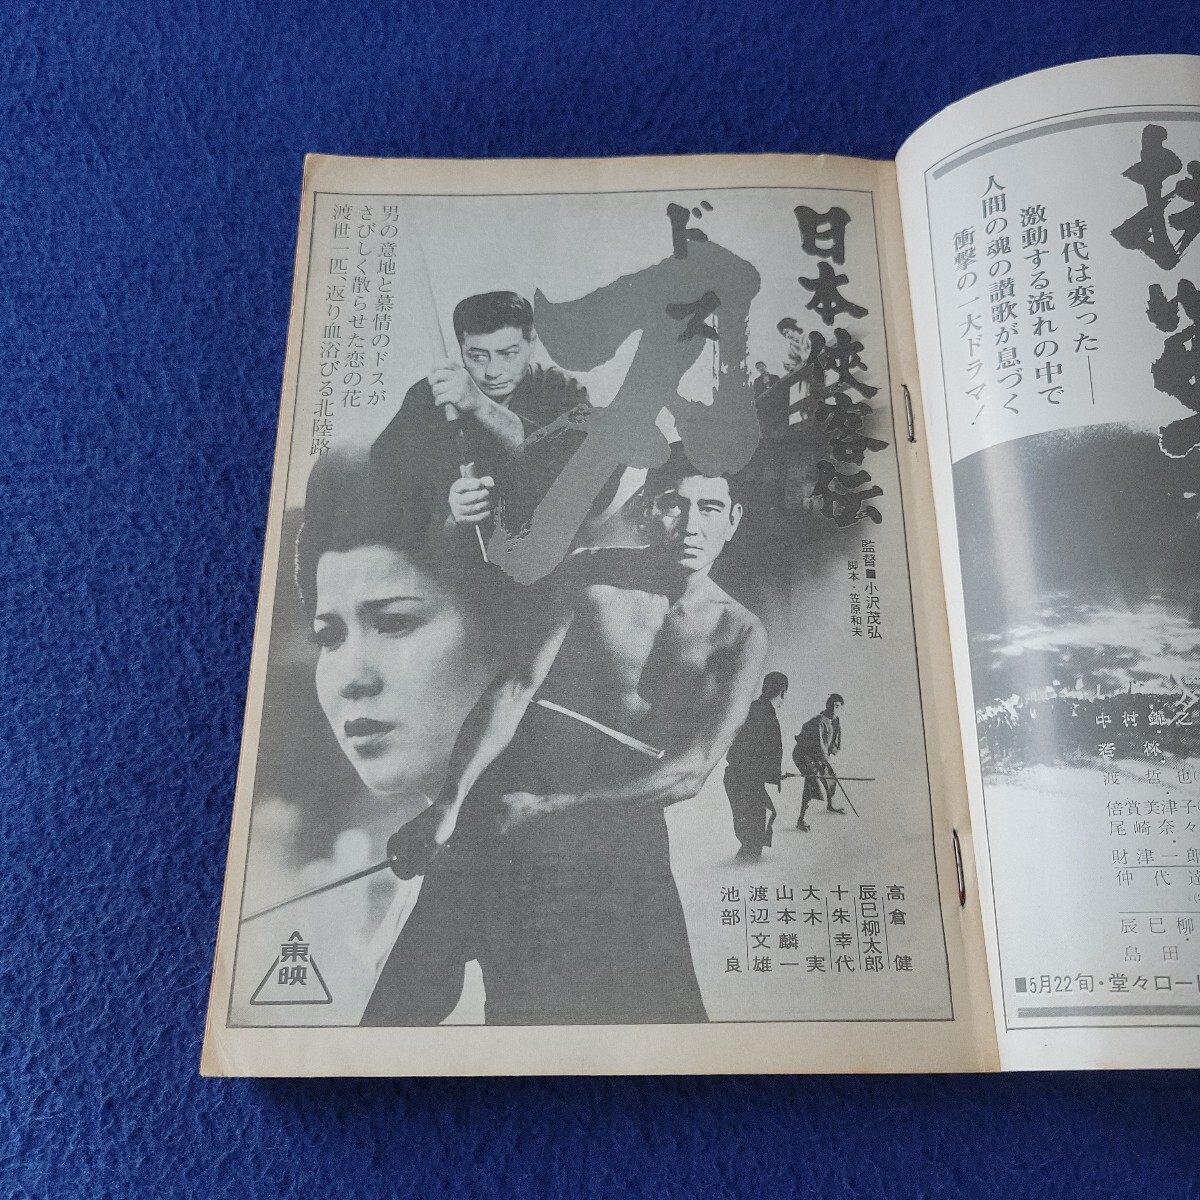 日本侠客伝
刃
ドス
男の意地と慕情のドスが
さびしく散らせた恋の花
渡世一匹、返り血浴びる北陸路
監督■小沢茂弘
脚本・笠原和夫
高倉健
辰巳柳太郎
十朱幸代
大木実
山本麟一
渡辺文雄
池部良
東映
時代は変った――
激動する流れの中で
人間の魂の讃歌が息づく
衝撃の一大ドラマ!
中村錦之
若林
渡哲也
倍賞美津子
尾崎奈々
財津一郎
仲代達
辰巳柳
島田
■5月22旬・堂々ロード